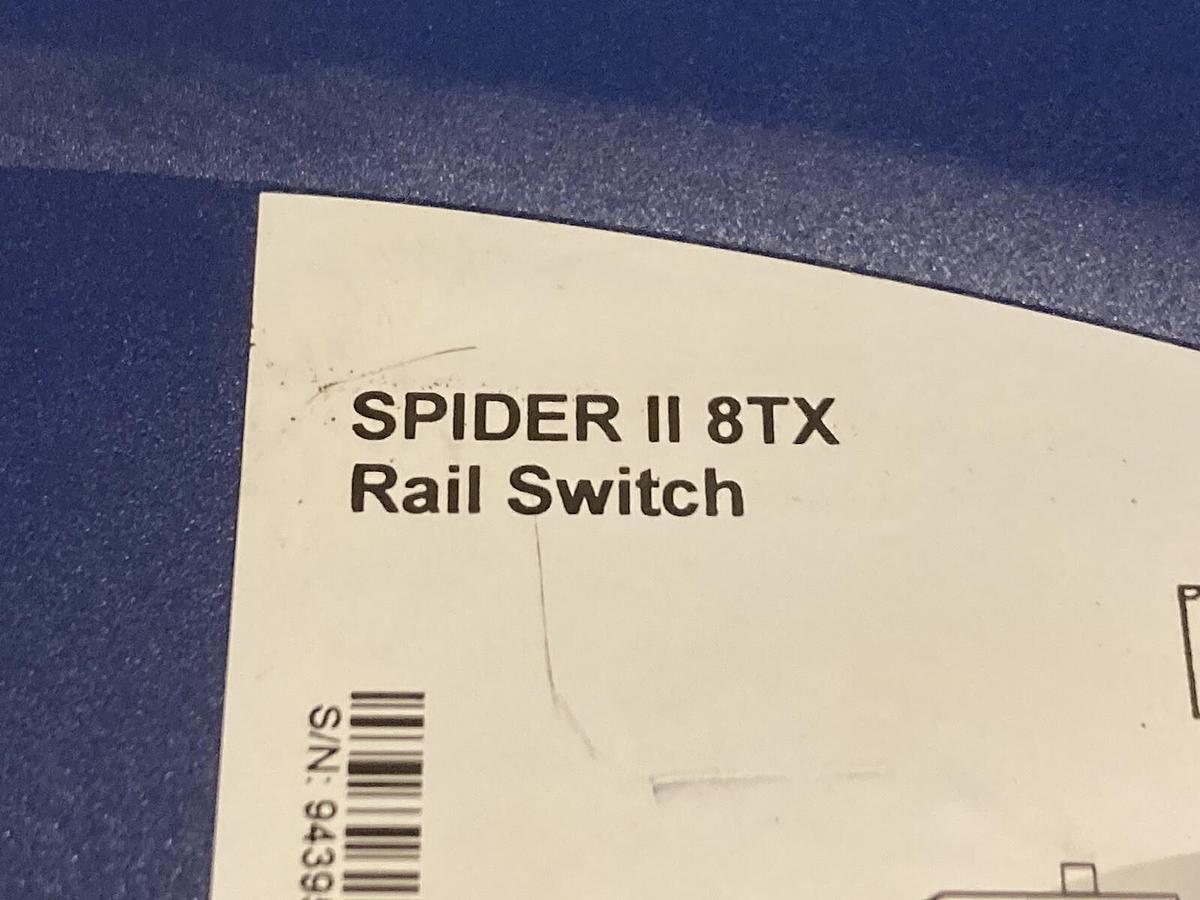 SPIDER II 8TX
Rail Switch
S/N: 9439
P